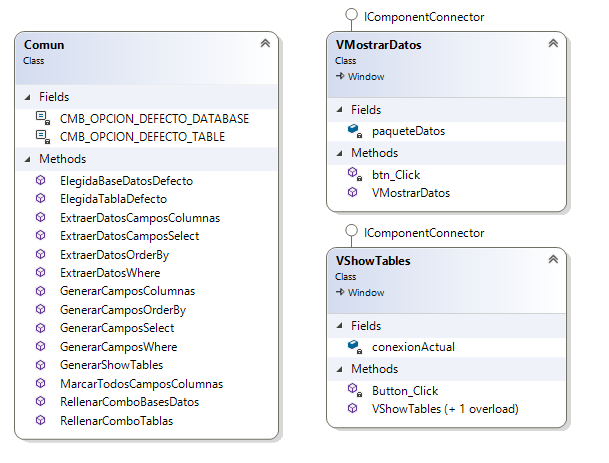 Comun
Class
Fields
CMB_OPCION_DEFECTO_DATABASE
CMB_OPCION_DEFECTO_TABLE
Methods
ElegidaBaseDatosDefecto
ElegidaTablaDefecto
ExtraerDatosCamposColumnas
ExtraerDatosCamposSelect
ExtraerDatosOrderBy
ExtraerDatosWhere
GenerarCamposColumnas
GenerarCamposOrderBy
GenerarCamposSelect
GenerarCamposWhere
GenerarShowTables
MarcarTodosCamposColumnas
RellenarComboBasesDatos
RellenarComboTablas
IComponentConnector
VMostrarDatos
Class
Window
Fields
paqueteDatos
Methods
btn_Click
VMostrarDatos
IComponentConnector
VShowTables
Class
Window
Fields
conexionActual
Methods
Button_Click
VShowTables (+ 1 overload)